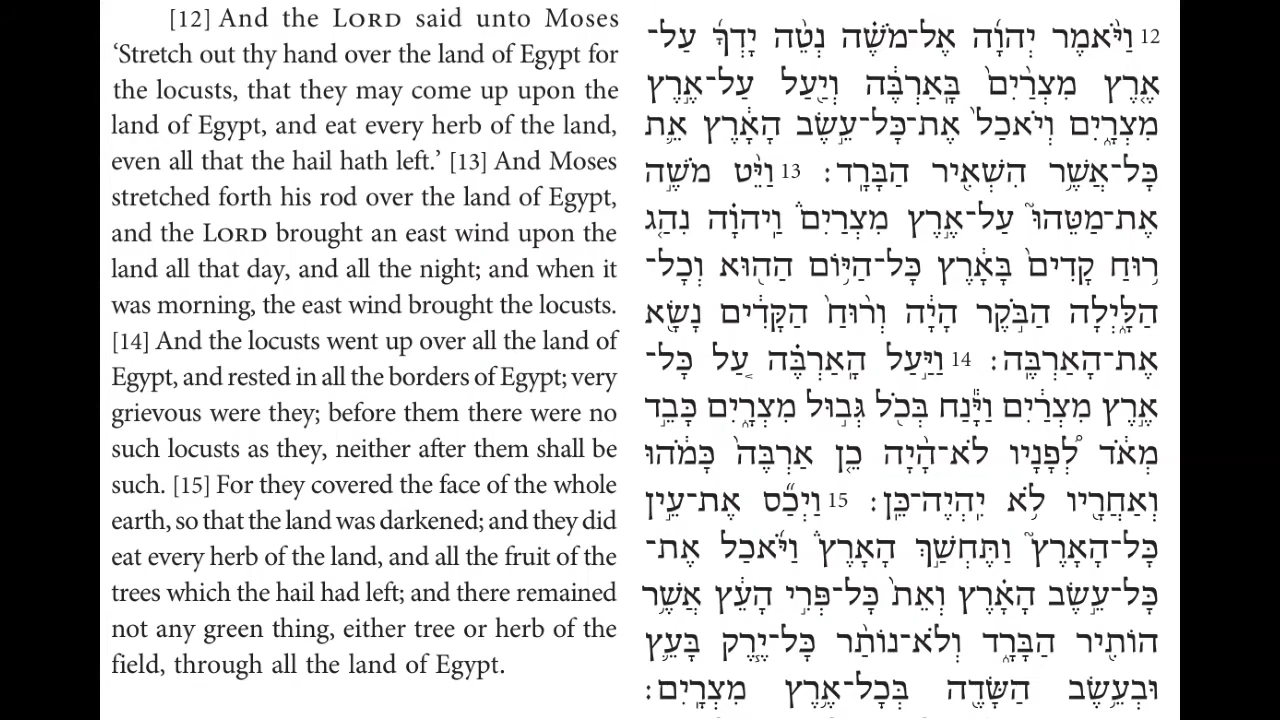 [12] And the LORD said unto Moses
‘Stretch out thy hand over the land of Egypt for
the locusts, that they may come up upon the
land of Egypt, and eat every herb of the land,
even all that the hail hath left.’ [13] And Moses
stretched forth his rod over the land of Egypt,
and the LORD brought an east wind upon the
land all that day, and all the night; and when it
was morning, the east wind brought the locusts.
[14] And the locusts went up over all the land of
Egypt, and rested in all the borders of Egypt; very
grievous were they; before them there were no
such locusts as they, neither after them shall be
such. [15] For they covered the face of the whole
earth, so that the land was darkened; and they did
eat every herb of the land, and all the fruit of the
trees which the hail had left; and there remained
not any green thing, either tree or herb of the
field, through all the land of Egypt.
12 וַיֹּ֨אמֶר יְהוָ֜ה אֶל־מֹשֶׁ֗ה נְטֵ֨ה יָדְךָ֜ עַל־
אֶ֤רֶץ מִצְרַ֙יִם֙ בָּֽאַרְבֶּ֔ה וְיַ֖עַל עַל־אֶ֣רֶץ
מִצְרָ֑יִם וְיֹאכַל֙ אֶת־כָּל־עֵ֣שֶׂב הָאָ֔רֶץ אֵ֛ת
כָּל־אֲשֶׁ֥ר הִשְׁאִ֖יר הַבָּרָֽד׃ 13 וַיֵּ֨ט מֹשֶׁ֣ה
אֶת־מַטֵּהוּ֮ עַל־אֶ֣רֶץ מִצְרַיִם֒ וַֽיהוָ֗ה נִהַ֤ג
ר֥וּחַ קָדִים֙ בָּאָ֔רֶץ כָּל־הַיּ֥וֹם הַה֖וּא וְכָל־
הַלָּ֑יְלָה הַבֹּ֣קֶר הָיָ֔ה וְר֙וּחַ֙ הַקָּדִ֔ים נָשָׂ֖א
אֶת־הָאַרְבֶּֽה׃ 14 וַיַּ֣עַל הָֽאַרְבֶּ֗ה עַ֚ל כָּל־
אֶ֣רֶץ מִצְרַ֔יִם וַיָּ֕נַח בְּכֹ֖ל גְּב֣וּל מִצְרָ֑יִם כָּבֵ֣ד
מְאֹ֔ד לְ֠פָנָיו לֹא־הָ֨יָה כֵ֤ן אַרְבֶּה֙ כָּמֹ֔הוּ
וְאַחֲרָ֖יו לֹ֥א יִֽהְיֶה־כֵּֽן׃ 15 וַיְכַ֞ס אֶת־עֵ֣ין
כָּל־הָאָרֶץ֮ וַתֶּחְשַׁ֣ךְ הָאָרֶץ֒ וַיֹּ֜אכַל אֶת־
כָּל־עֵ֣שֶׂב הָאָ֗רֶץ וְאֵת֙ כָּל־פְּרִ֣י הָעֵ֔ץ אֲשֶׁ֥ר
הוֹתִ֖יר הַבָּרָ֑ד וְלֹא־נוֹתַ֨ר כָּל־יֶ֧רֶק בָּעֵ֛ץ
וּבְעֵ֥שֶׂב הַשָּׂדֶ֖ה בְּכָל־אֶ֥רֶץ מִצְרָֽיִם׃